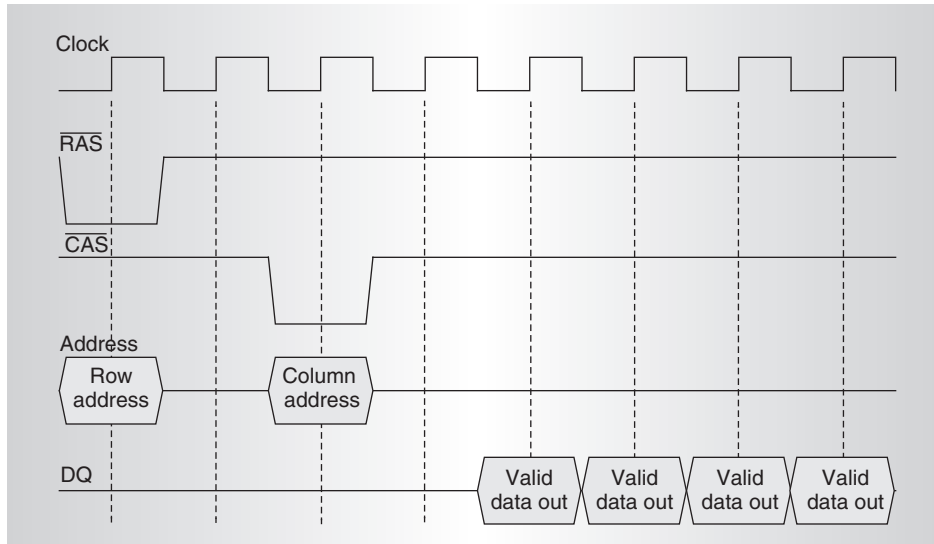 Clock
RAS
CAS
Address
Row
address
Column
address
DQ
Valid
data out
Valid
data out
Valid
data out
Valid
data out